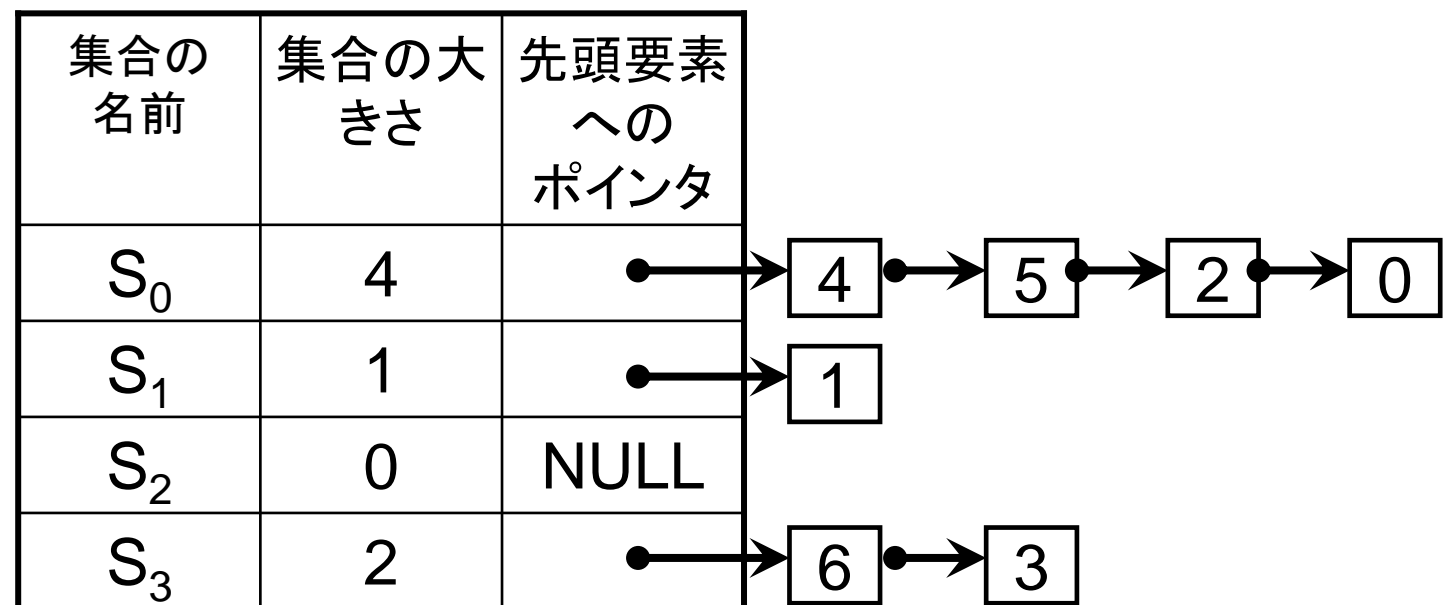 集合の
名前
集合の大
きさ
先頭要素
への
ポインタ
S₀ 4 4 5 2 0
S₁ 1 1
S₂ 0 NULL
S₃ 2 6 3